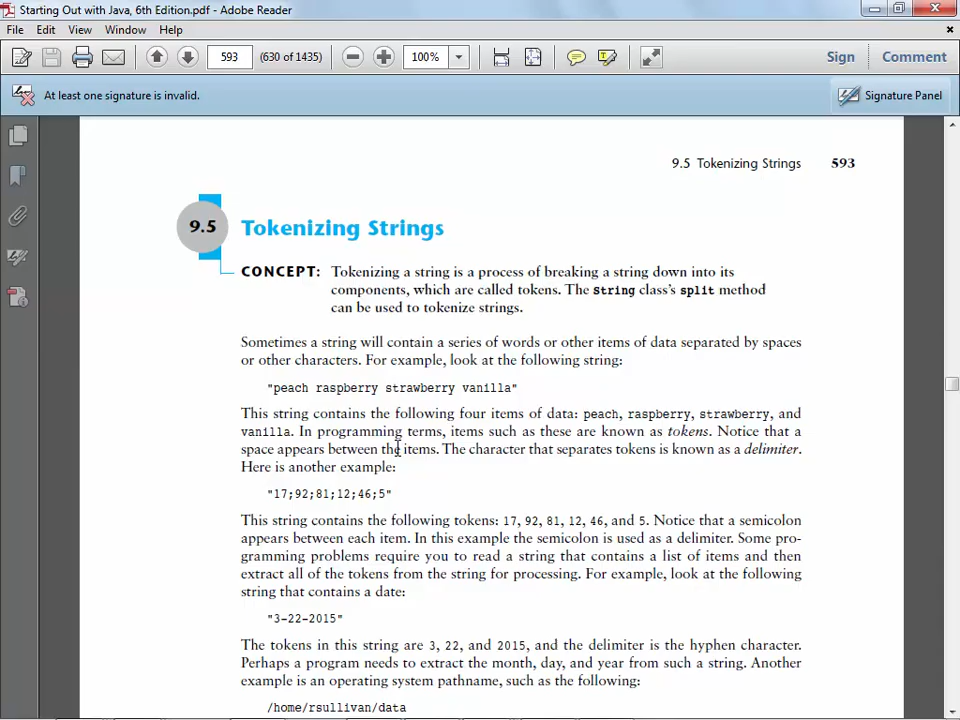 Starting Out with Java, 6th Edition.pdf - Adobe Reader
File Edit View Window Help
593 (630 of 1435) 100% Sign Comment
At least one signature is invalid. Signature Panel
9.5 Tokenizing Strings 593
9.5 Tokenizing Strings
CONCEPT: Tokenizing a string is a process of breaking a string down into its
components, which are called tokens. The String class's split method
can be used to tokenize strings.
Sometimes a string will contain a series of words or other items of data separated by spaces
or other characters. For example, look at the following string:
"peach raspberry strawberry vanilla"
This string contains the following four items of data: peach, raspberry, strawberry, and
vanilla. In programming terms, items such as these are known as tokens. Notice that a
space appears between the items. The character that separates tokens is known as a delimiter.
Here is another example:
"17;92;81;12;46;5"
This string contains the following tokens: 17, 92, 81, 12, 46, and 5. Notice that a semicolon
appears between each item. In this example the semicolon is used as a delimiter. Some pro-
gramming problems require you to read a string that contains a list of items and then
extract all of the tokens from the string for processing. For example, look at the following
string that contains a date:
"3-22-2015"
The tokens in this string are 3, 22, and 2015, and the delimiter is the hyphen character.
Perhaps a program needs to extract the month, day, and year from such a string. Another
example is an operating system pathname, such as the following:
/home/rsullivan/data